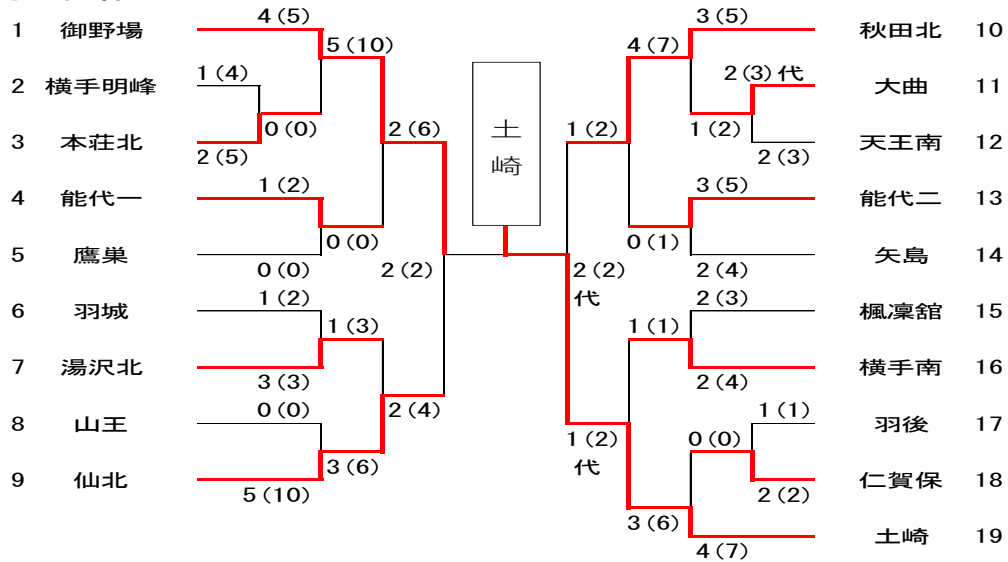 4 (5)
3 (5)
1 御野場
秋田北 10
5 (10)
4 (7)
1 (4)
2 (3) 代
2 横手明峰
大曲 11
0 (0)
2 (6)
土崎
1 (2)
1 (2)
3 本荘北
天王南 12
2 (5)
2 (3)
1 (2)
3 (5)
4 能代一
能代二 13
0 (0)
0 (1)
5 鷹巣
矢島 14
0 (0)
2 (2)
2 (2)
代
2 (4)
1 (2)
2 (3)
6 羽城
楓凜舘 15
1 (3)
1 (1)
7 湯沢北
横手南 16
3 (3)
2 (4)
0 (0)
2 (4)
1 (1)
8 山王
羽後 17
1 (2)
代
0 (0)
3 (6)
9 仙北
仁賀保 18
5 (10)
2 (2)
3 (6)
土崎 19
4 (7)